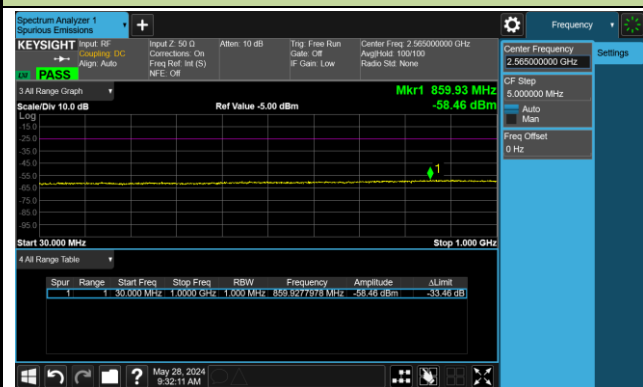 Spectrum Analyzer 1
Spurious Emissions
Frequency
KEYSIGHT Input: RF
Coupling: DC
Align: Auto
Input Z: 50 Ω
Corrections: On
Freq Ref: Int (S)
NFE: Off
Atten: 10 dB
Trig: Free Run
Gate: Off
IF Gain: Low
Center Freq: 2.565000000 GHz
Avg|Hold: 100/100
Radio Std: None
PASS
Center Frequency
2.565000000 GHz
Settings
CF Step
5.000000 MHz
Auto
Man
Freq Offset
0 Hz
3 All Range Graph
Mkr1 859.93 MHz
Scale/Div 10.0 dB
Ref Value -5.00 dBm
-58.46 dBm
Log
-15.0
-25.0
-35.0
-45.0
-55.0
-65.0
-75.0
-85.0
-95.0
1
Start 30.000 MHz
Stop 1.000 GHz
4 All Range Table
Spur Range Start Freq Stop Freq RBW Frequency Amplitude ΔLimit
1 1 30.000 MHz 1.0000 GHz 1.000 MHz 859.9277978 MHz -58.46 dBm -33.46 dB
May 28, 2024
9:32:11 AM